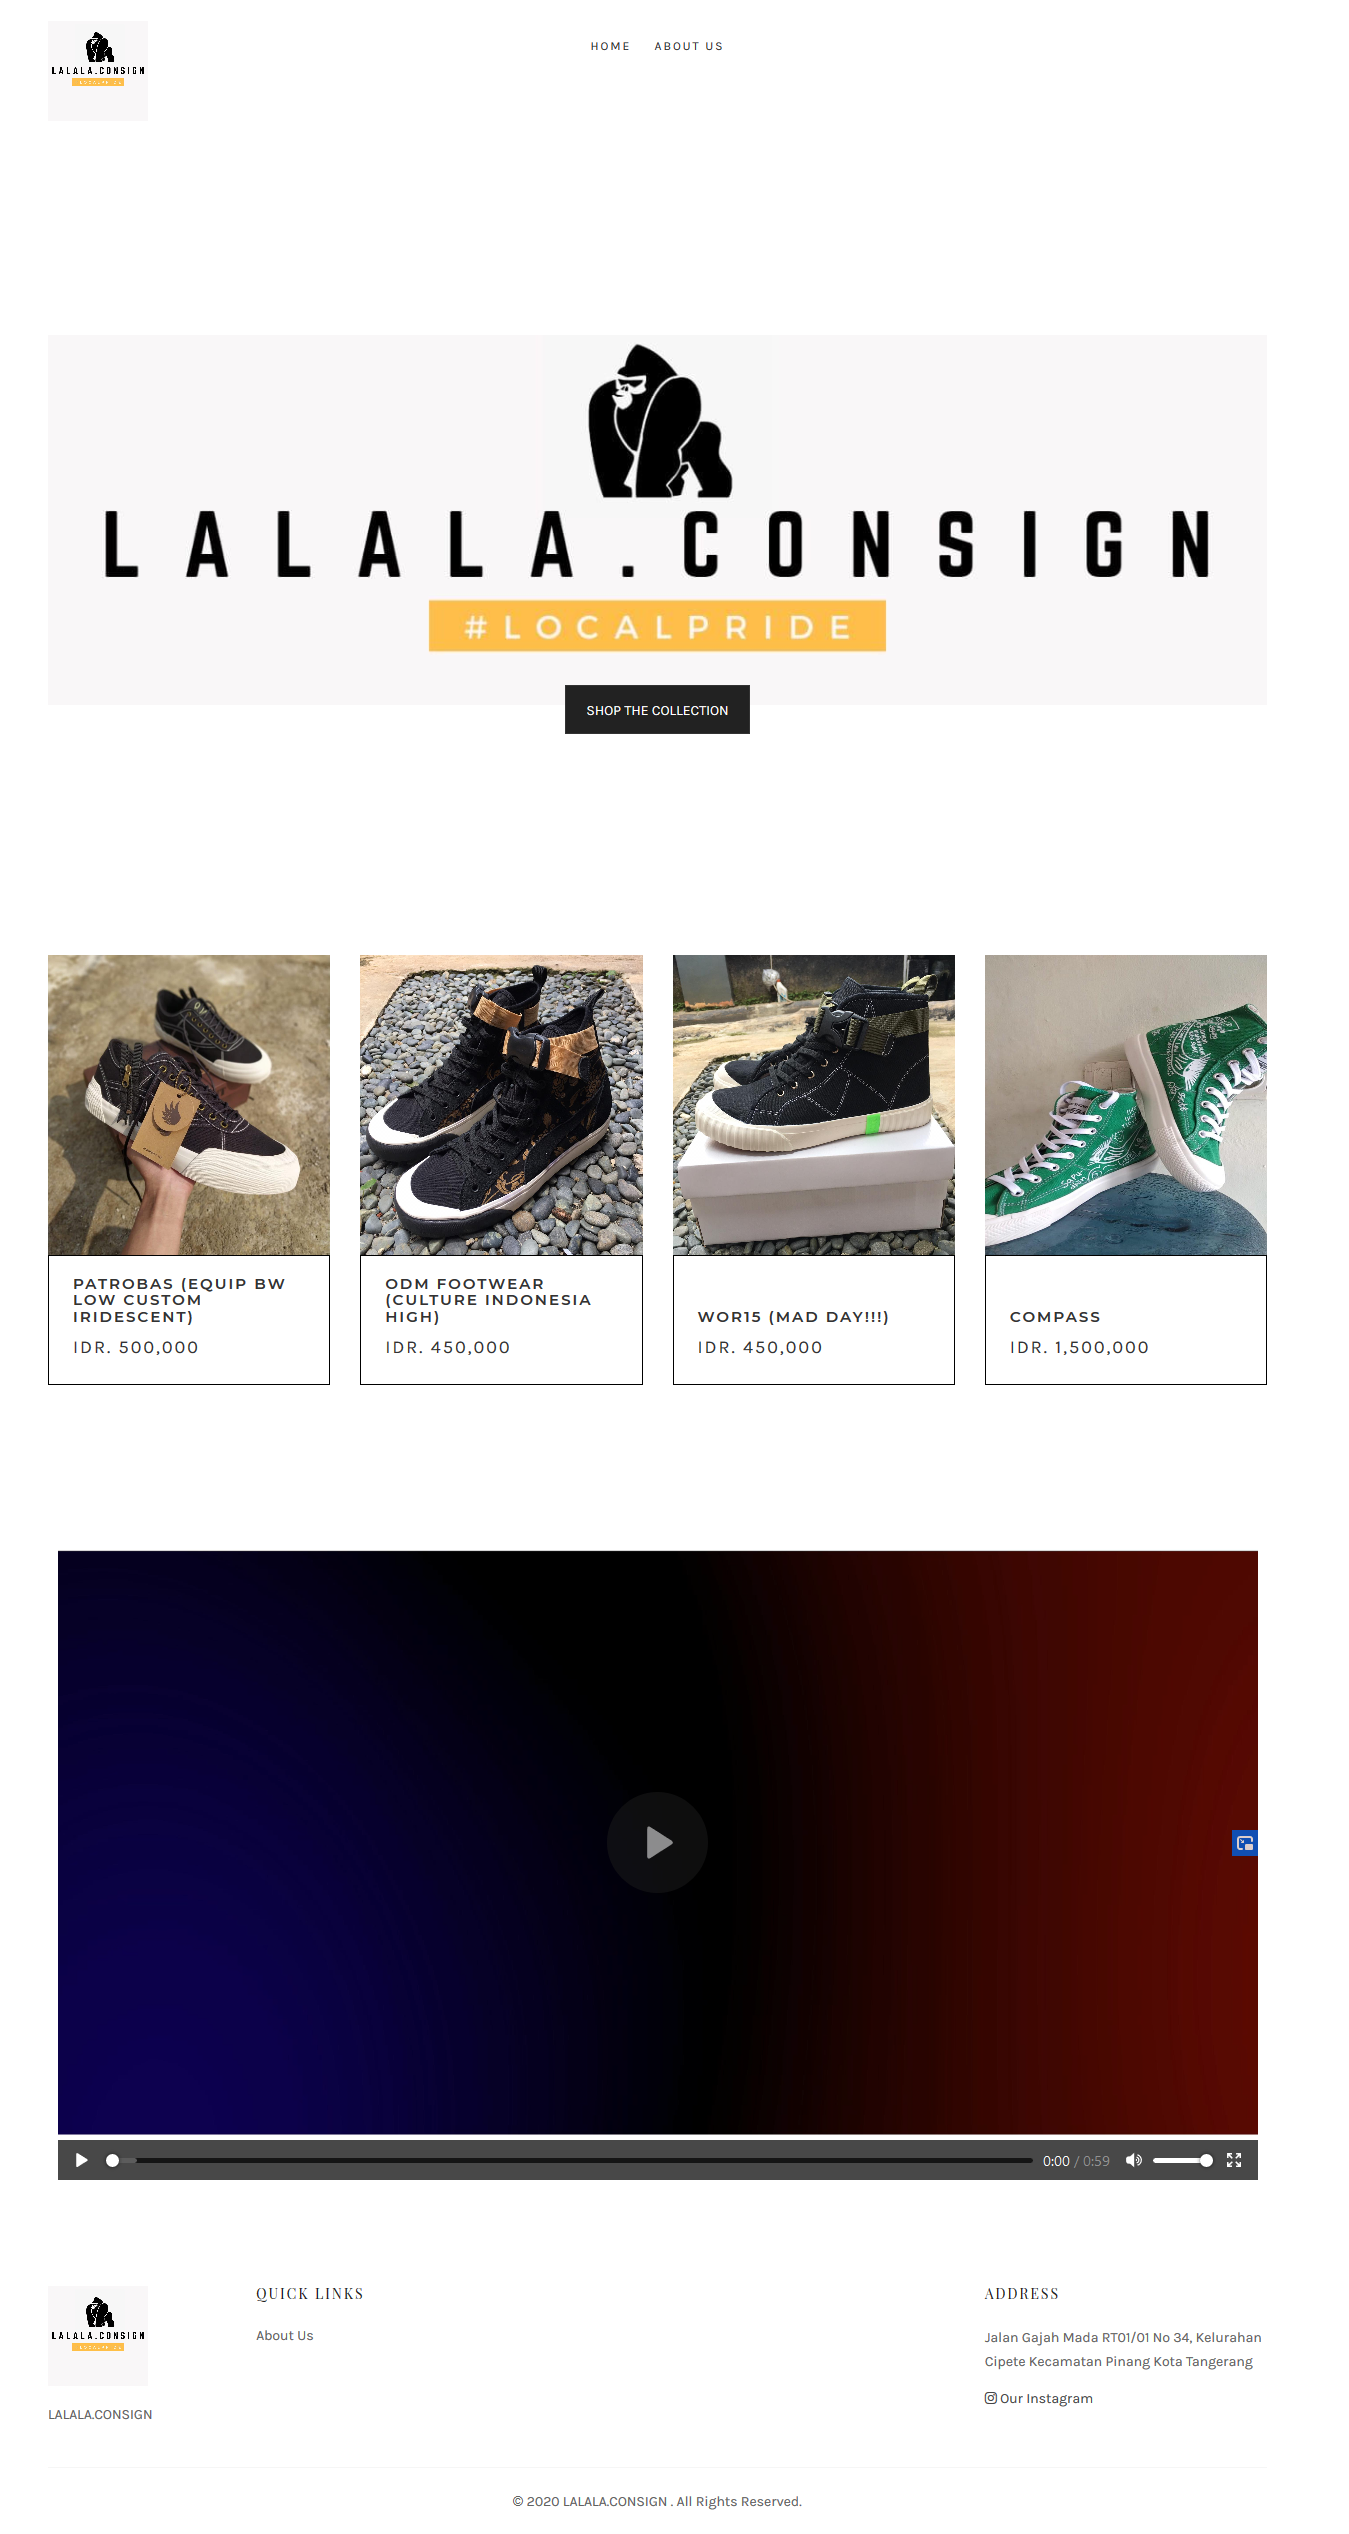 LALALA.CONSIGN
HOME ABOUT US
LALALA.CONSIGN
#LOCALPRIDE
SHOP THE COLLECTION
PATROBAS (EQUIP BW
LOW CUSTOM
IRIDESCENT)
IDR. 500,000
ODM FOOTWEAR
(CULTURE INDONESIA
HIGH)
IDR. 450,000
WOR15 (MAD DAY!!!)
IDR. 450,000
COMPASS
IDR. 1,500,000
0:00 / 0:59
LALALA.CONSIGN
LALALA.CONSIGN
QUICK LINKS
About Us
ADDRESS
Jalan Gajah Mada RT01/01 No 34, Kelurahan
Cipete Kecamatan Pinang Kota Tangerang
Our Instagram
© 2020 LALALA.CONSIGN . All Rights Reserved.